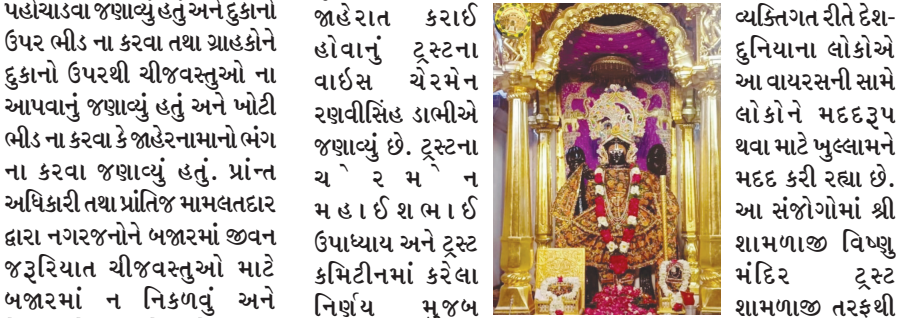 પહોચાડવા જણાવ્યું હતું અને દુકાનો
ઉપર ભીડ ના કરવા તથા ગ્રાહકોને
દુકાનો ઉપરથી ચીજવસ્તુઓ ના
આપવાનું જણાવ્યું હતું અને ખોટી
ભીડ ના કરવા કે જાહેરનામાનો ભંગ
ના કરવા જણાવ્યું હતું. પ્રાંન્ત
અધિકારી તથા પ્રાંતિજ મામલતદાર
દ્વારા નગરજનોને બજારમાં જીવન
જરૂરિયાત ચીજવસ્તુઓ માટે
બજારમાં ન નિકળવું અને
જાહેરાત કરાઈ
હોવાનું ટ્રસ્ટના
વાઇસ ચેરમેન
રણવીસિંહ ડાભીએ
જણાવ્યું છે. ટ્રસ્ટના
ચેરમેન
મહાઈશભાઈ
ઉપાધ્યાય અને ટ્રસ્ટ
કમિટીનમાં કરેલા
નિર્ણય મુજબ
વ્યક્તિગત રીતે દેશ-
દુનિયાના લોકોએ
આ વાયરસની સામે
લોકોને મદદરૂપ
થવા માટે ખુલ્લામને
મદદ કરી રહ્યા છે.
આ સંજોગોમાં શ્રી
શામળાજી વિષ્ણુ
મંદિર ટ્રસ્ટ
શામળાજી તરફથી